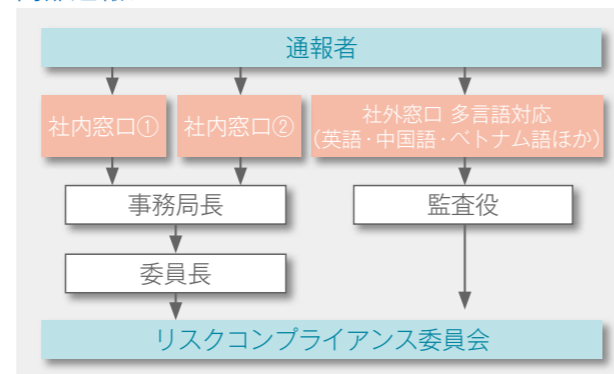 通報者
社内窓口①
社内窓口②
社外窓口 多言語対応
(英語・中国語・ベトナム語ほか)
事務局長
監査役
委員長
リスクコンプライアンス委員会